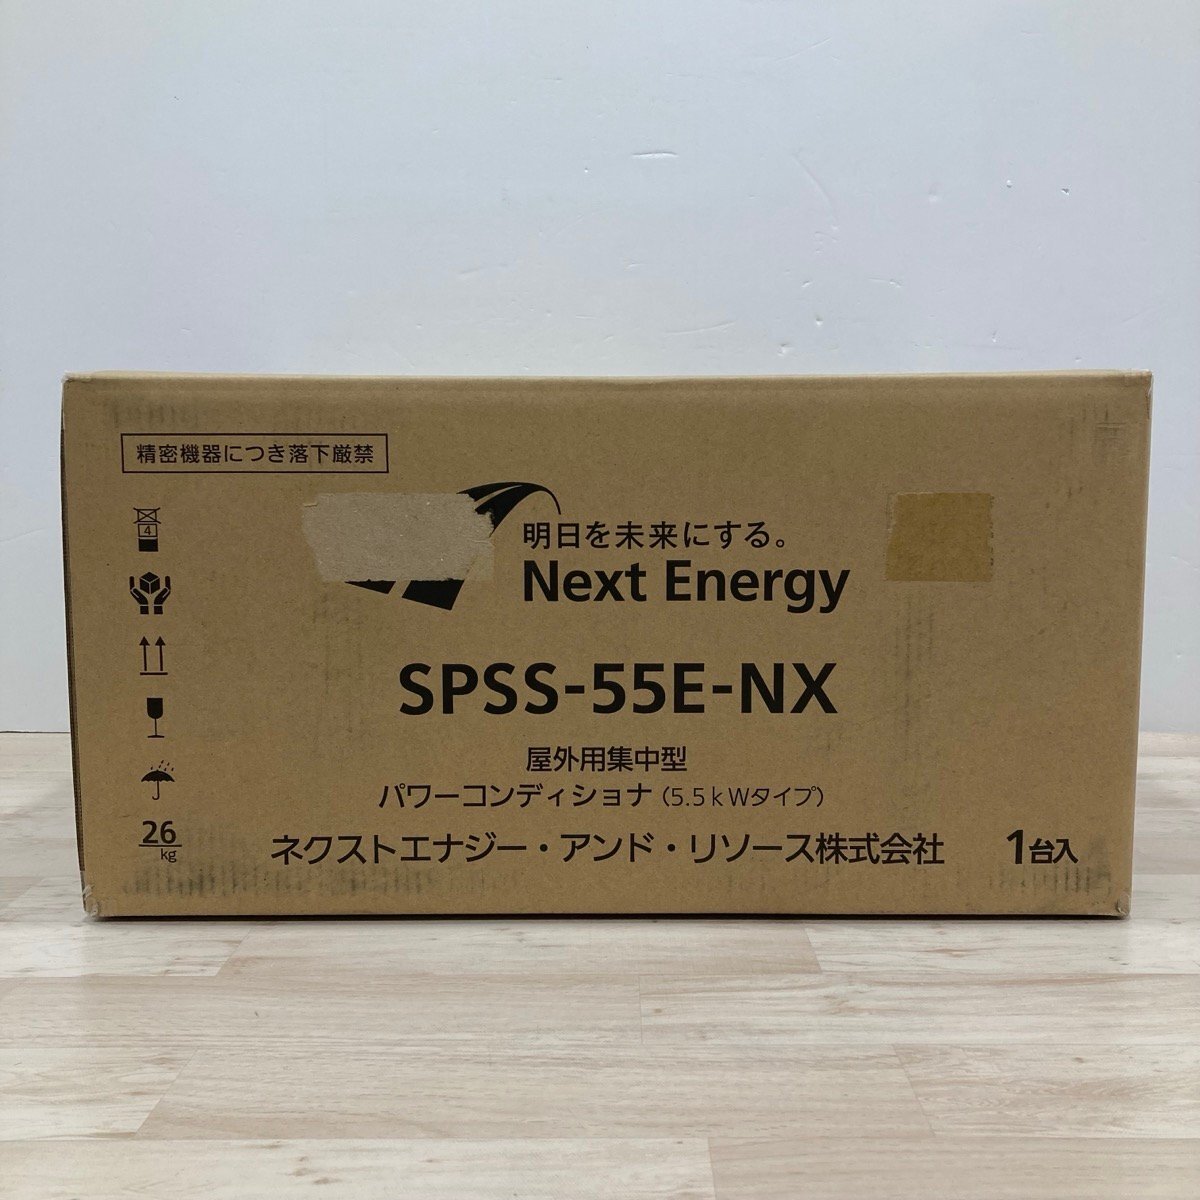 精密機器につき落下厳禁
4
明日を未来にする。
Next Energy
SPSS-55E-NX
屋外用集中型
パワーコンディショナ（5.5kWタイプ）
26
kg
ネクストエナジー・アンド・リソース株式会社 1台入